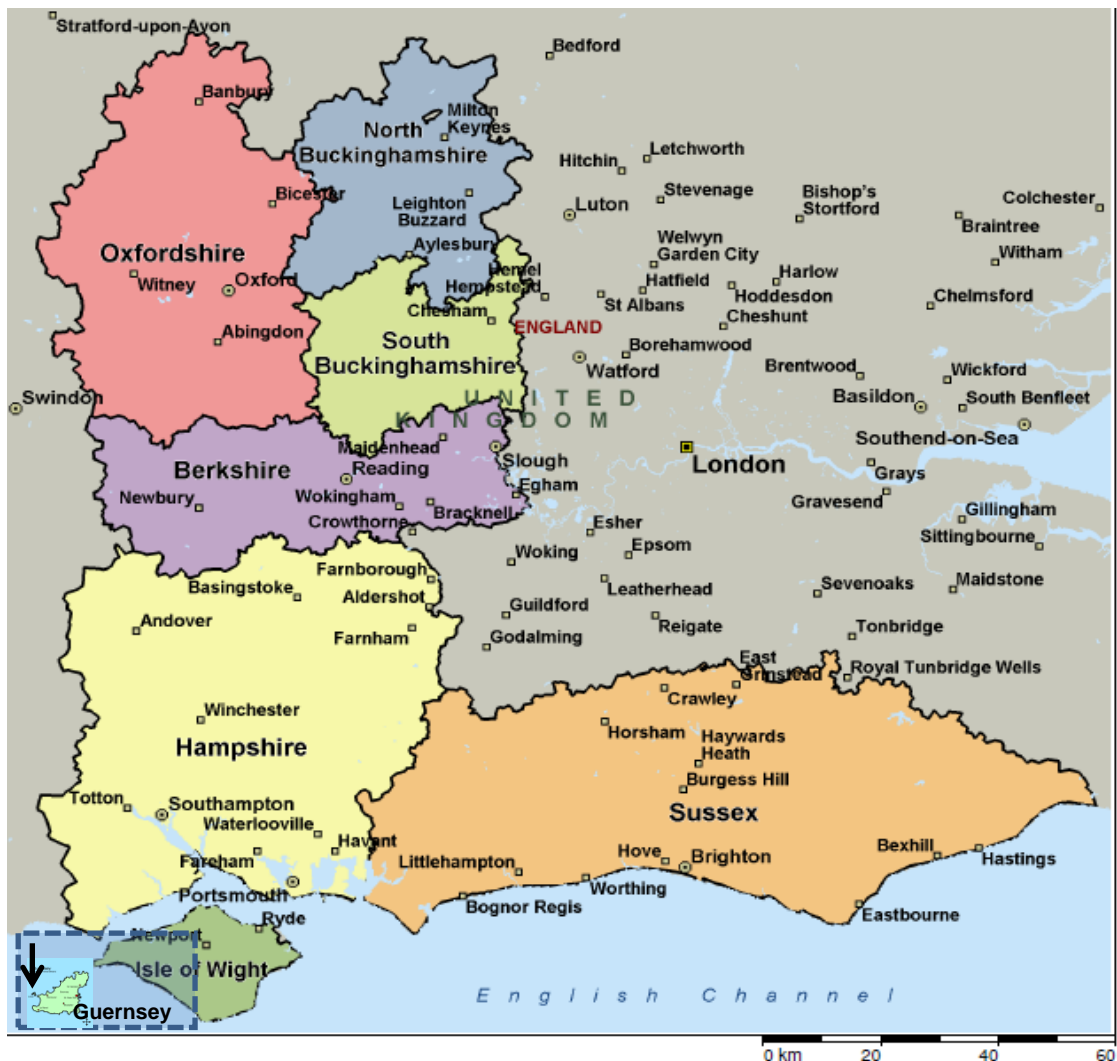 Stratford-upon-Avon
Bedford
Banbury
Milton
Keynes
North
Buckinghamshire
Hitchin
Letchworth
Bicester
Leighton
Buzzard
Luton
Stevenage
Bishop's
Stortford
Colchester
Braintree
Oxfordshire
Witney
Oxford
Aylesbury
Welwyn
Garden City
Witham
Hemel
Hempstead
Hatfield
Harlow
St Albans
Hoddesdon
Chelmsford
Abingdon
Chesham
ENGLAND
Cheshunt
South
Buckinghamshire
Borehamwood
Watford
Brentwood
Wickford
Swindon
UNITED
KINGDOM
Basildon
South Benfleet
Maidenhead
Southend-on-Sea
Berkshire
Reading
Slough
London
Grays
Newbury
Wokingham
Egham
Gravesend
Bracknell
Gillingham
Crowthorne
Esher
Sittingbourne
Woking
Epsom
Farnborough
Basingstoke
Aldershot
Leatherhead
Sevenoaks
Maidstone
Guildford
Andover
Farnham
Godalming
Reigate
Tonbridge
East
Grinstead
Royal Tunbridge Wells
Crawley
Winchester
Horsham
Haywards
Heath
Hampshire
Burgess Hill
Totton
Southampton
Sussex
Waterlooville
Havant
Fareham
Littlehampton
Hove
Brighton
Bexhill
Hastings
Portsmouth
Worthing
Bognor Regis
Eastbourne
Ryde
Newport
Isle of Wight
English Channel
Guernsey
0 km 20 40 60